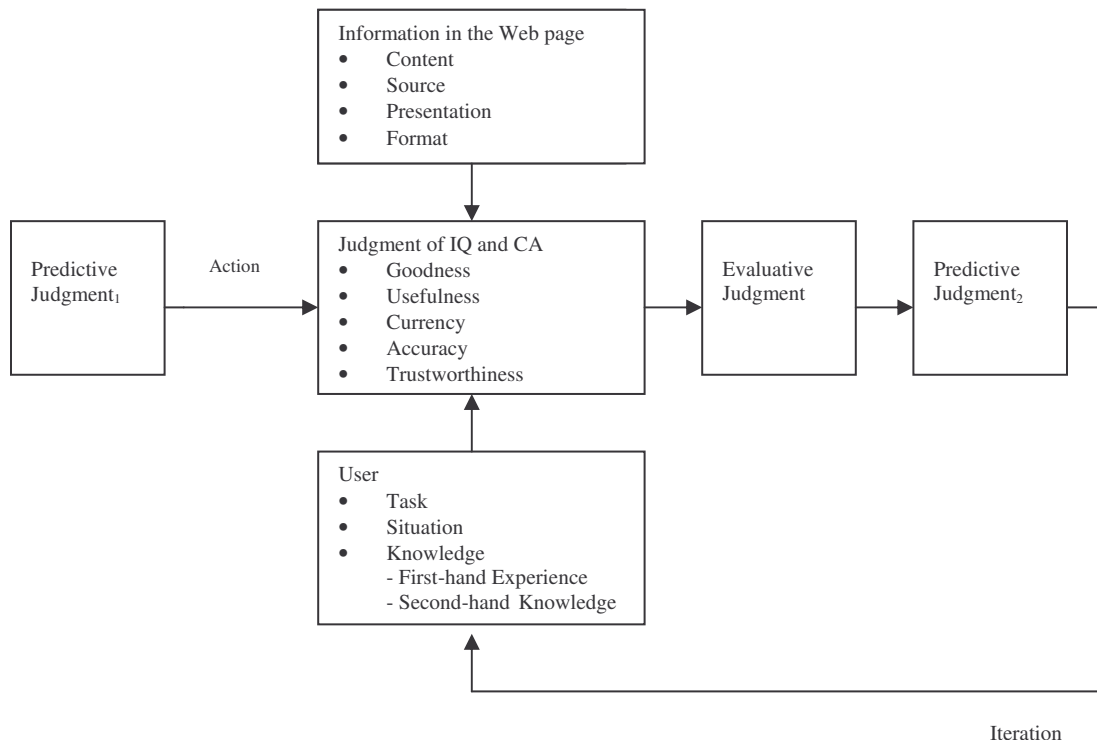 Information in the Web page
• Content
• Source
• Presentation
• Format
Predictive
Judgment₁
Action
Judgment of IQ and CA
• Goodness
• Usefulness
• Currency
• Accuracy
• Trustworthiness
Evaluative
Judgment
Predictive
Judgment₂
User
• Task
• Situation
• Knowledge
- First-hand Experience
- Second-hand Knowledge
Iteration